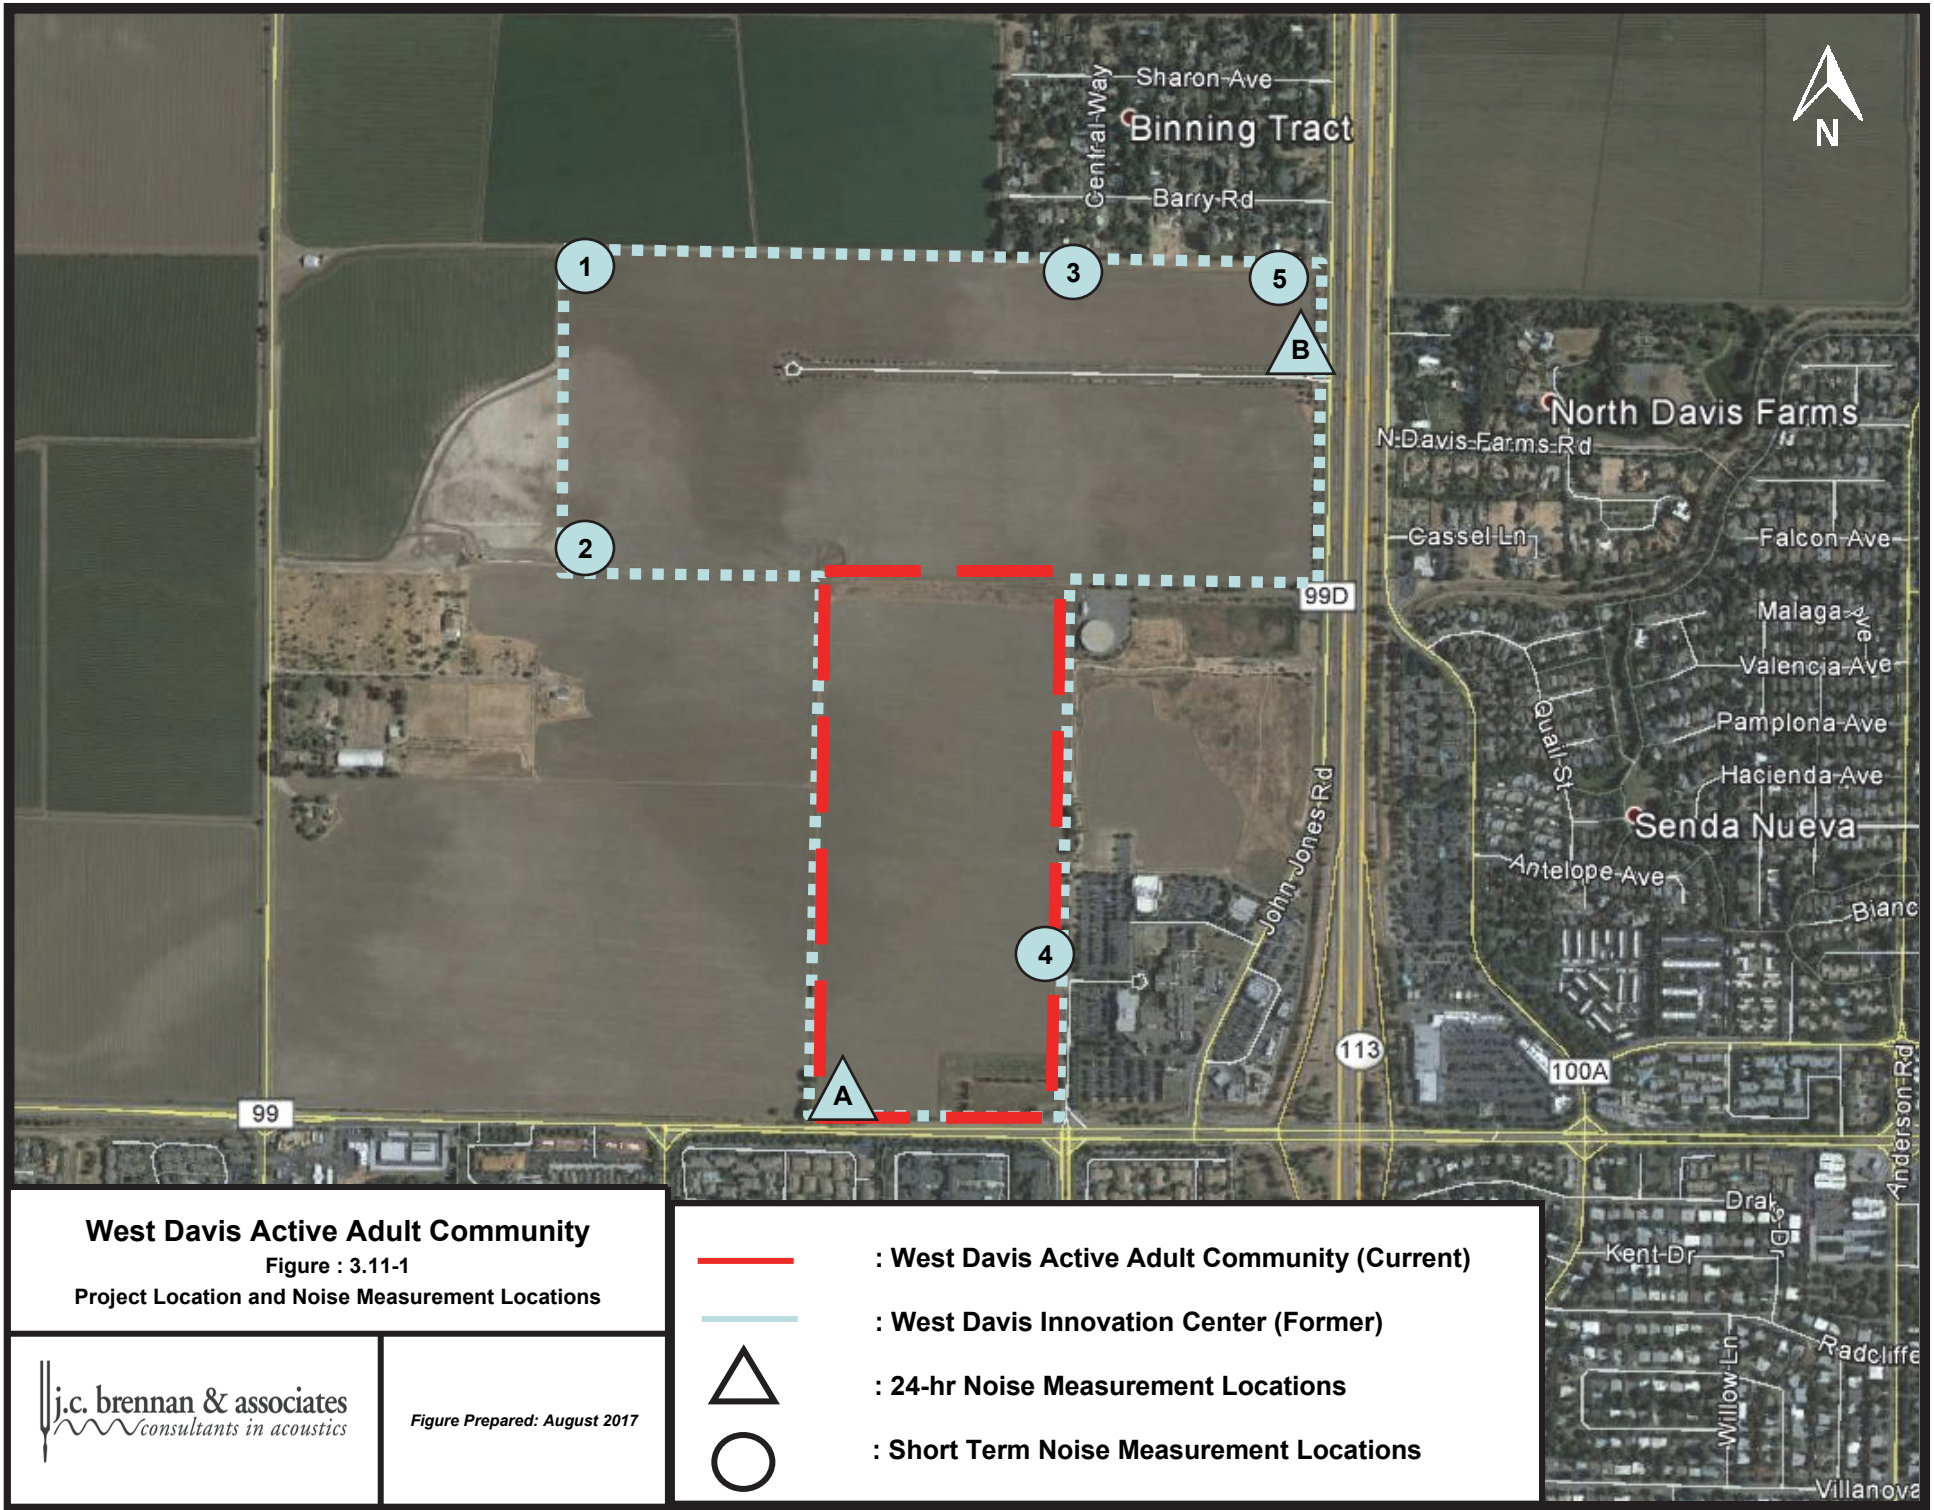 Sharon Ave
Central Way
Binning Tract
Barry Rd
N
1
3
5
B
North Davis Farms
N Davis Farms Rd
2
Cassel Ln
Falcon Ave
99D
Malaga Ave
Valencia Ave
Quail St
Pamplona Ave
Hacienda Ave
John Jones Rd
Senda Nueva
Antelope Ave
Bianc
4
113
100A
A
99
Anderson Rd
Drake Dr
Kent Dr
Willow Ln
Radcliffe
Villanova
West Davis Active Adult Community
Figure : 3.11-1
Project Location and Noise Measurement Locations
j.c. brennan & associates
consultants in acoustics
Figure Prepared: August 2017
: West Davis Active Adult Community (Current)
: West Davis Innovation Center (Former)
: 24-hr Noise Measurement Locations
: Short Term Noise Measurement Locations